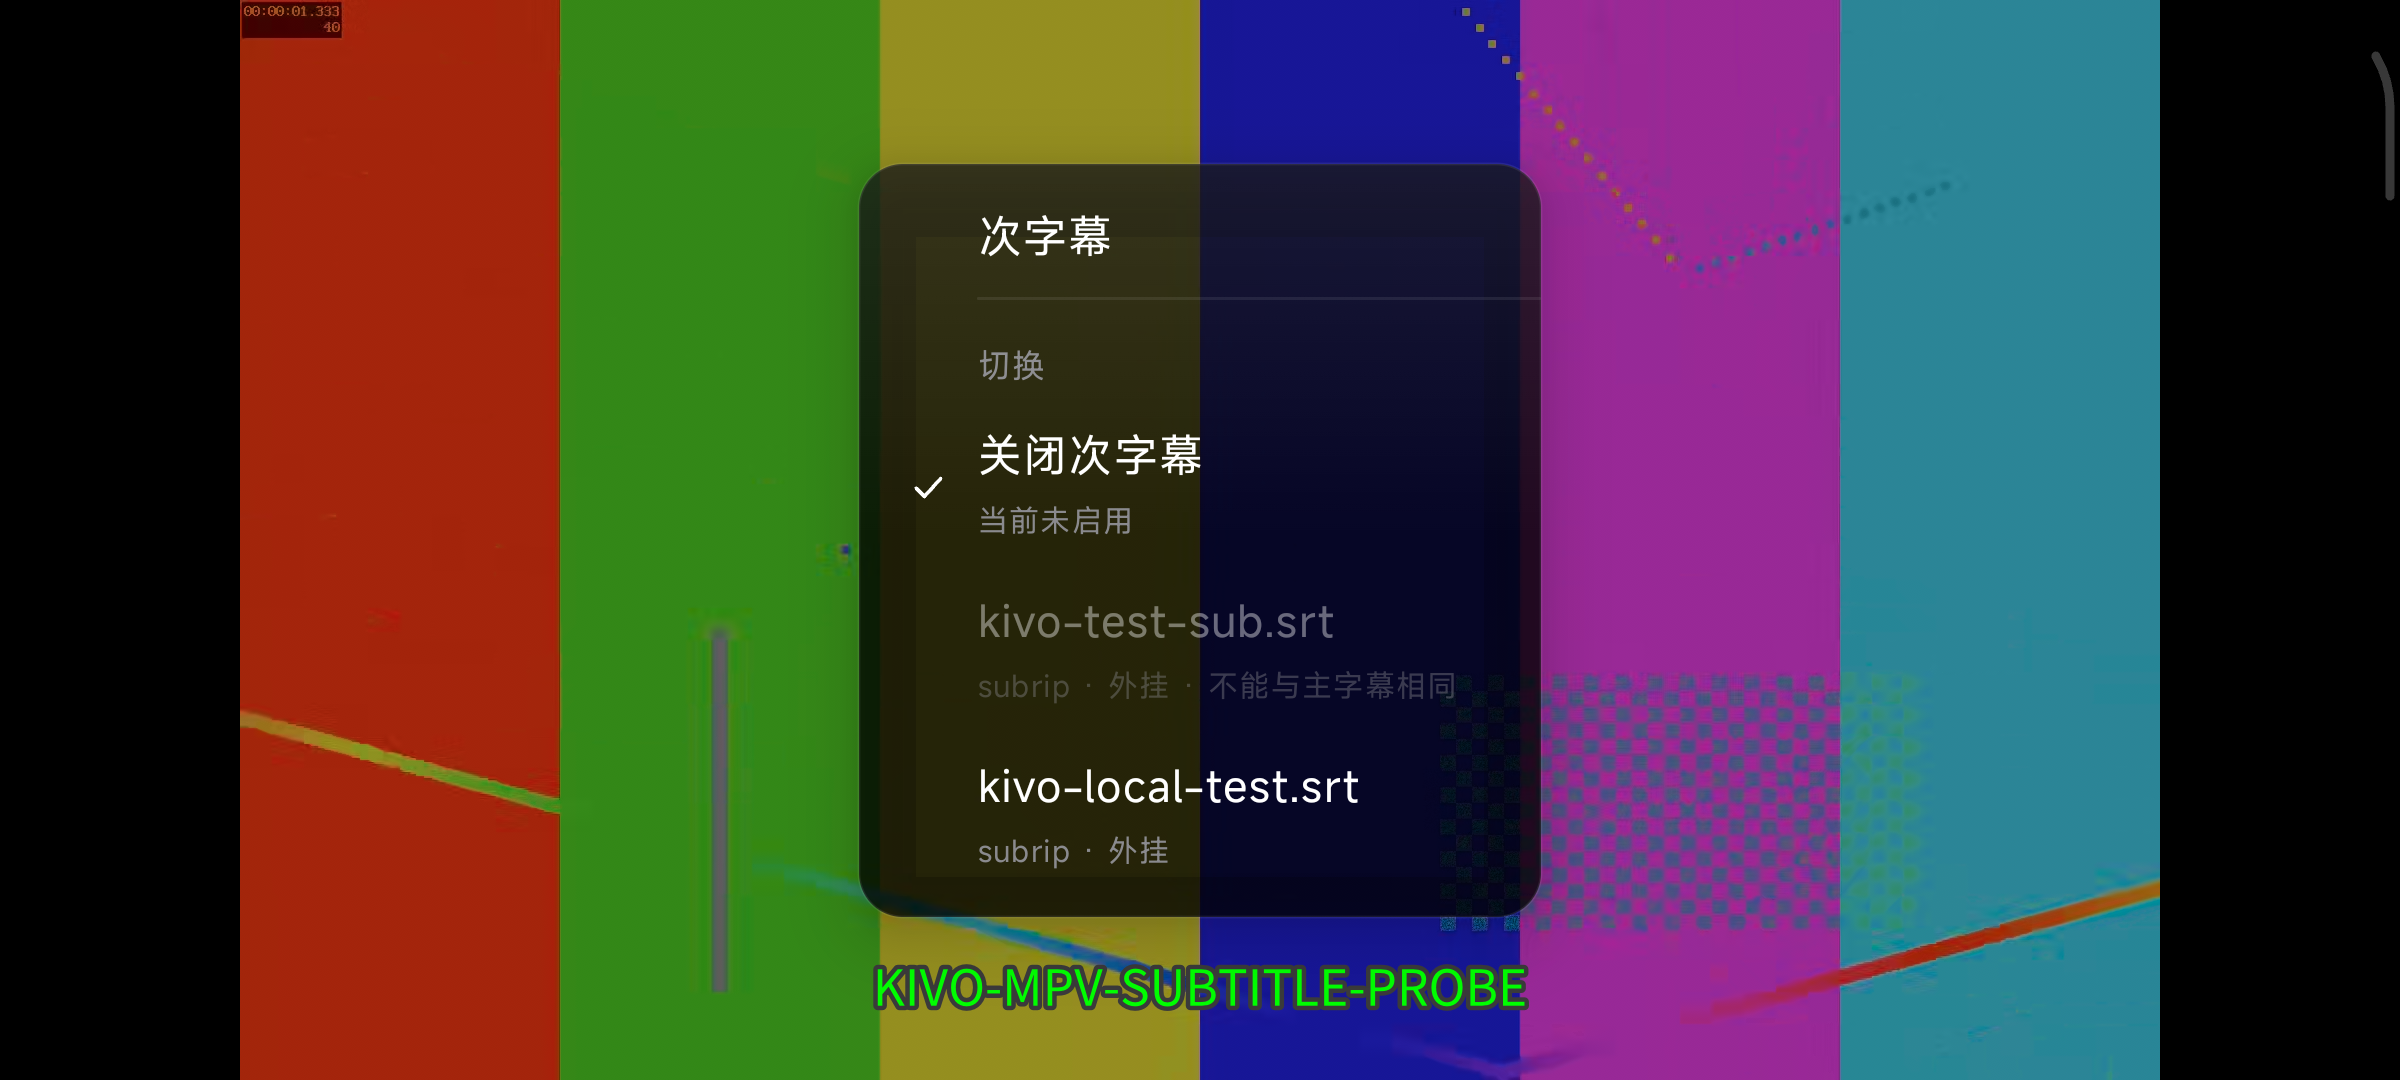 00:00:01.333
40
次字幕
切换
关闭次字幕
当前未启用
kivo-test-sub.srt
subrip · 外挂 · 不能与主字幕相同
kivo-local-test.srt
subrip · 外挂
KIVO-MPV-SUBTITLE-PROBE